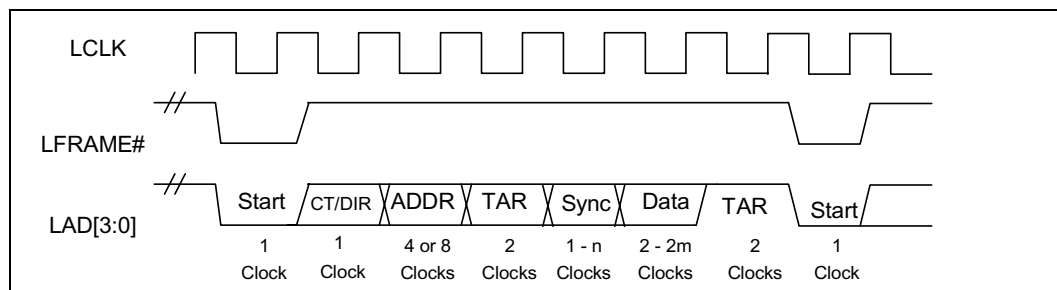 LCLK
LFRAME#
LAD[3:0]
Start CT/DIR ADDR TAR Sync Data TAR Start
1 1 4 or 8 2 1 - n 2 - 2m 2 1
Clock Clock Clocks Clocks Clocks Clocks Clocks Clock